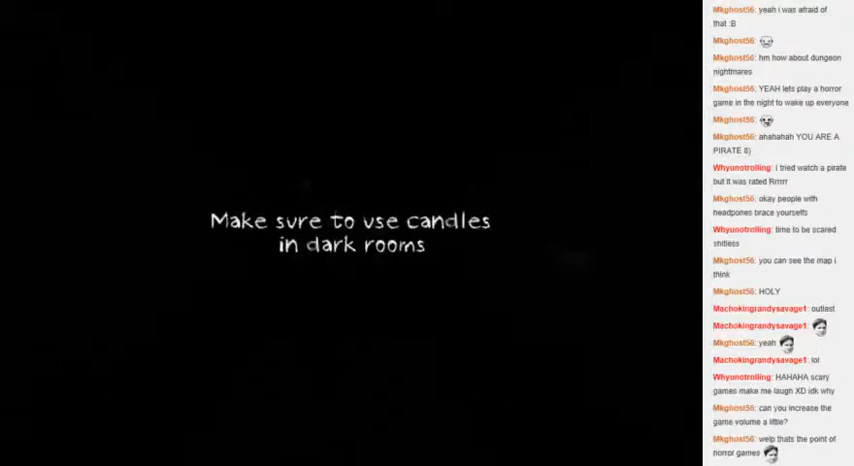 Make sure to use candles
in dark rooms
Mkghost56: yeah i was afraid of
that :B
Mkghost56:
Mkghost56: hm how about dungeon
nightmares
Mkghost56: YEAH lets play a horror
game in the night to wake up everyone
Mkghost56:
Mkghost56: ahahahah YOU ARE A
PIRATE 8)
Whyunotrolling: i tried watch a pirate
but it was rated Rrrrrr
Mkghost56: okay people with
headpones brace yourselfs
Whyunotrolling: time to be scared
shitless
Mkghost56: you can see the map i
think
Mkghost56: HOLY
Machokingrandysavage1: outlast
Machokingrandysavage1:
Mkghost56: yeah
Machokingrandysavage1: lol
Whyunotrolling: HAHAHA scary
games make me laugh XD idk why
Mkghost56: can you increase the
game volume a little?
Mkghost56: welp thats the point of
horror games